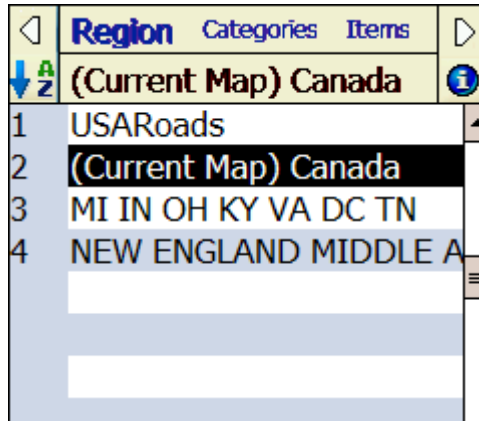 Region Categories Items
A
Z
(Current Map) Canada
1 USARoads
2 (Current Map) Canada
3 MI IN OH KY VA DC TN
4 NEW ENGLAND MIDDLE A